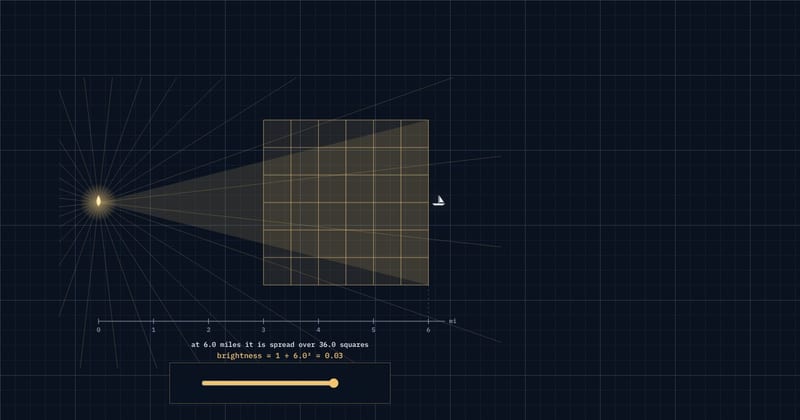 mi
0 1 2 3 4 5 6
at 6.0 miles it is spread over 36.0 squares
brightness = 1 ÷ 6.0² = 0.03